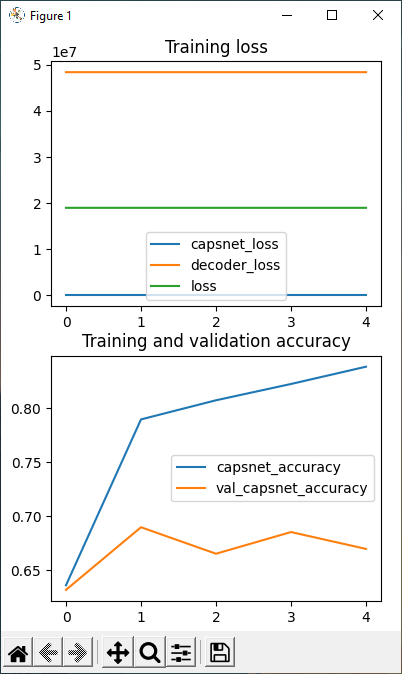 Figure 1
Training loss
1e7
5
4
3
2
1
0
capsnet_loss
decoder_loss
loss
0 1 2 3 4
Training and validation accuracy
0.80
0.75
0.70
0.65
capsnet_accuracy
val_capsnet_accuracy
0 1 2 3 4